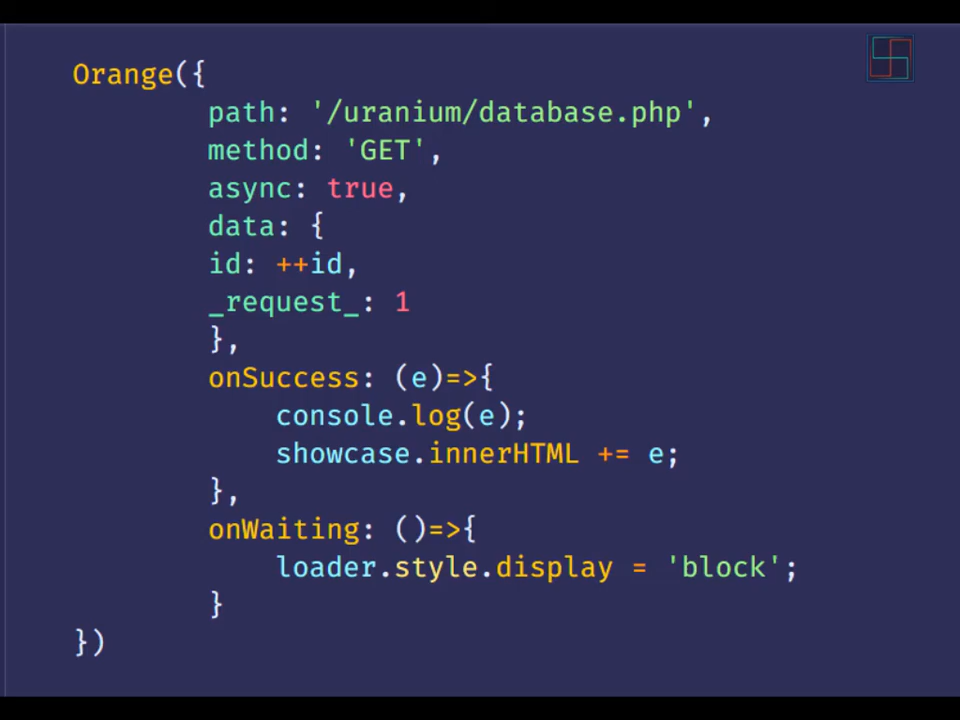 Orange({
path: '/uranium/database.php',
method: 'GET',
async: true,
data: {
id: ++id,
_request_: 1
},
onSuccess: (e)=>{
console.log(e);
showcase.innerHTML += e;
},
onWaiting: ()=>{
loader.style.display = 'block';
}
})